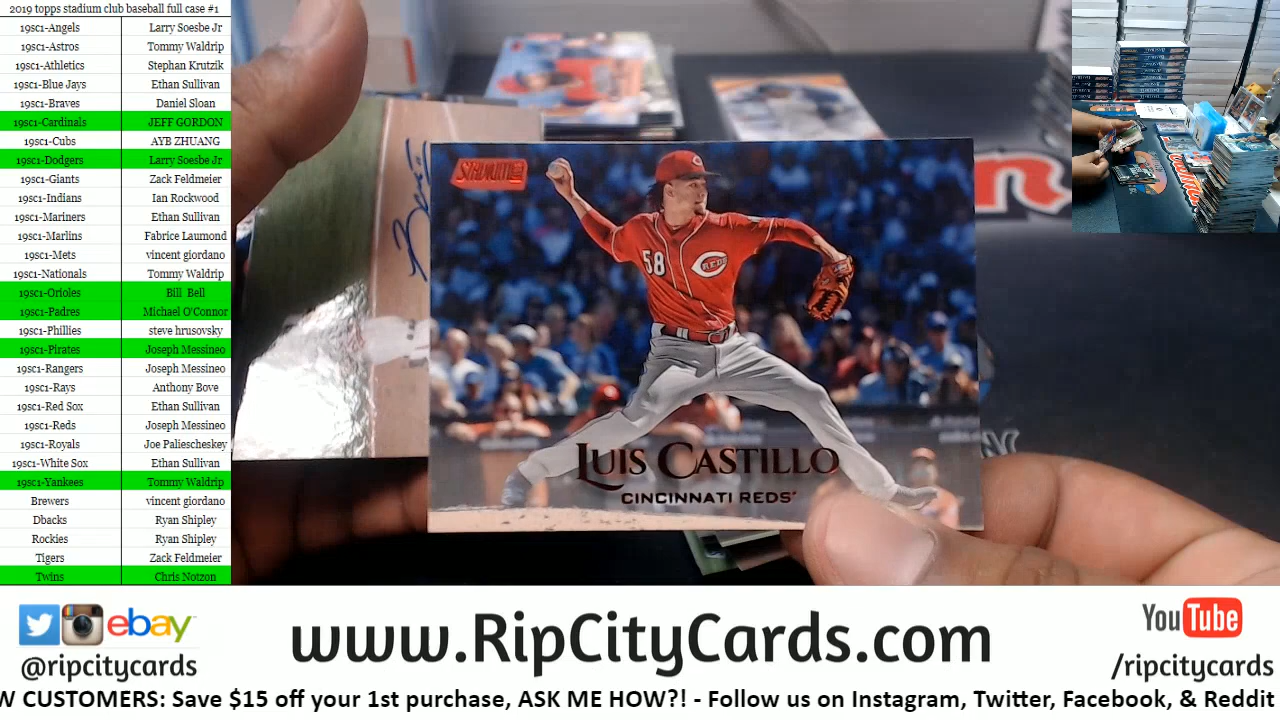 2019 topps stadium club baseball full case #1
19sc1-Angels Larry Soesbe Jr
19sc1-Astros Tommy Waldrip
19sc1-Athletics Stephan Krutzik
19sc1-Blue Jays Ethan Sullivan
19sc1-Braves Daniel Sloan
19sc1-Cardinals JEFF GORDON
19sc1-Cubs AYB ZHUANG
19sc1-Dodgers Larry Soesbe Jr
19sc1-Giants Zack Feldmeier
19sc1-Indians Ian Rockwood
19sc1-Mariners Ethan Sullivan
19sc1-Marlins Fabrice Laumond
19sc1-Mets vincent giordano
19sc1-Nationals Tommy Waldrip
19sc1-Orioles Bill Bell
19sc1-Padres Michael O'Connor
19sc1-Phillies steve hrusovsky
19sc1-Pirates Joseph Messineo
19sc1-Rangers Joseph Messineo
19sc1-Rays Anthony Bove
19sc1-Red Sox Ethan Sullivan
19sc1-Reds Joseph Messineo
19sc1-Royals Joe Paliescheskey
19sc1-White Sox Ethan Sullivan
19sc1-Yankees Tommy Waldrip
Brewers vincent giordano
Dbacks Ryan Shipley
Rockies Ryan Shipley
Tigers Zack Feldmeier
Twins Chris Notzon
STADIUM
58
REDS
LUIS CASTILLO
CINCINNATI REDS
ebay
@ripcitycards
www.RipCityCards.com
YouTube
/ripcitycards
W CUSTOMERS: Save $15 off your 1st purchase, ASK ME HOW?! - Follow us on Instagram, Twitter, Facebook, & Reddit